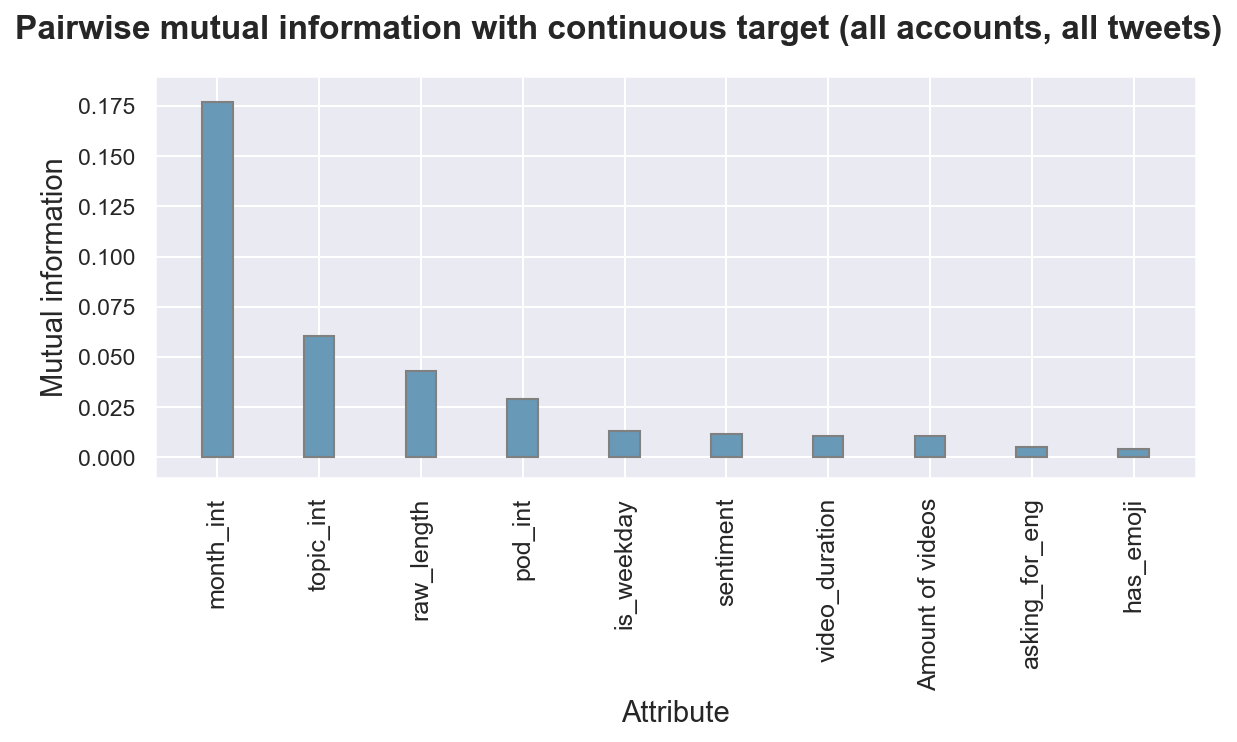 Pairwise mutual information with continuous target (all accounts, all tweets)
Mutual information
0.175
0.150
0.125
0.100
0.075
0.050
0.025
0.000
month_int
topic_int
raw_length
pod_int
is_weekday
sentiment
video_duration
Amount of videos
asking_for_eng
has_emoji
Attribute